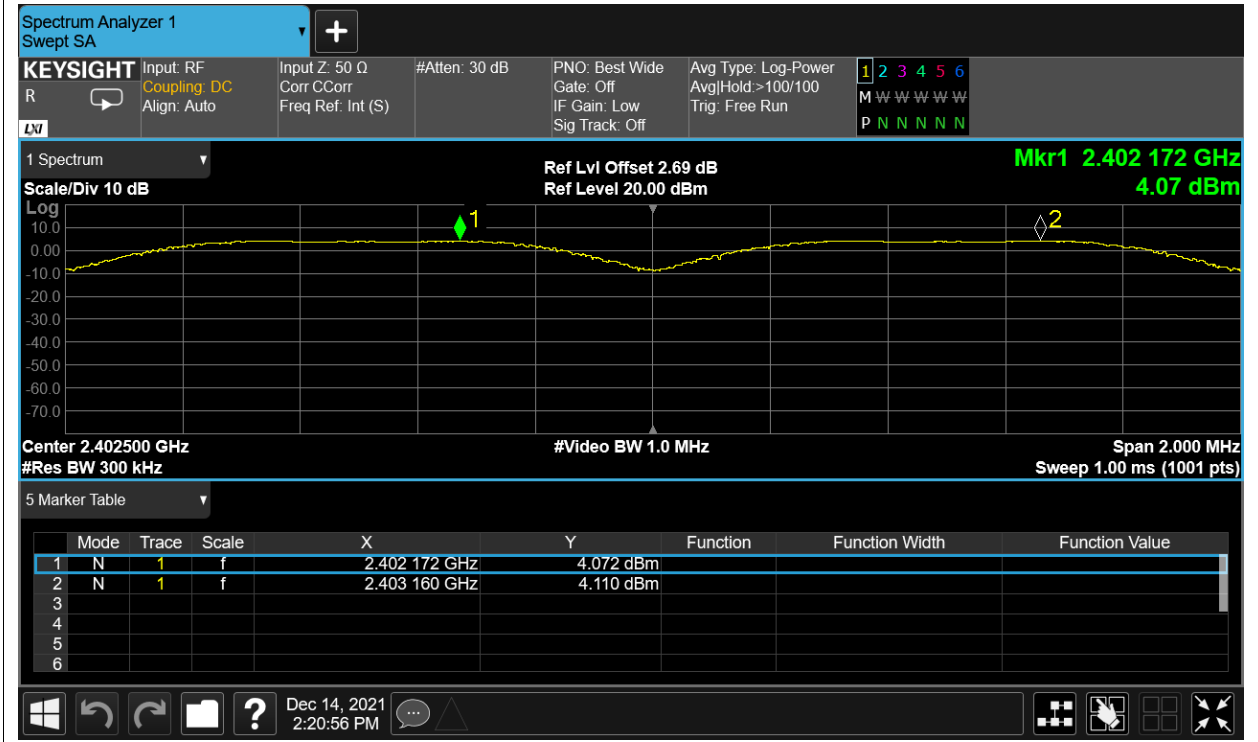 Spectrum Analyzer 1
Swept SA
+
KEYSIGHT
R
LXI
Input: RF
Coupling: DC
Align: Auto
Input Z: 50 Ω
Corr CCorr
Freq Ref: Int (S)
#Atten: 30 dB
PNO: Best Wide
Gate: Off
IF Gain: Low
Sig Track: Off
Avg Type: Log-Power
Avg|Hold:>100/100
Trig: Free Run
1 2 3 4 5 6
M W W W W W
P N N N N N
1 Spectrum
Scale/Div 10 dB
Ref Lvl Offset 2.69 dB
Ref Level 20.00 dBm
Mkr1 2.402 172 GHz
4.07 dBm
Log
10.0
0.00
-10.0
-20.0
-30.0
-40.0
-50.0
-60.0
-70.0
1
2
Center 2.402500 GHz
#Res BW 300 kHz
#Video BW 1.0 MHz
Span 2.000 MHz
Sweep 1.00 ms (1001 pts)
5 Marker Table
Mode Trace Scale X Y Function Function Width Function Value
1 N 1 f 2.402 172 GHz 4.072 dBm
2 N 1 f 2.403 160 GHz 4.110 dBm
3
4
5
6
?
Dec 14, 2021
2:20:56 PM